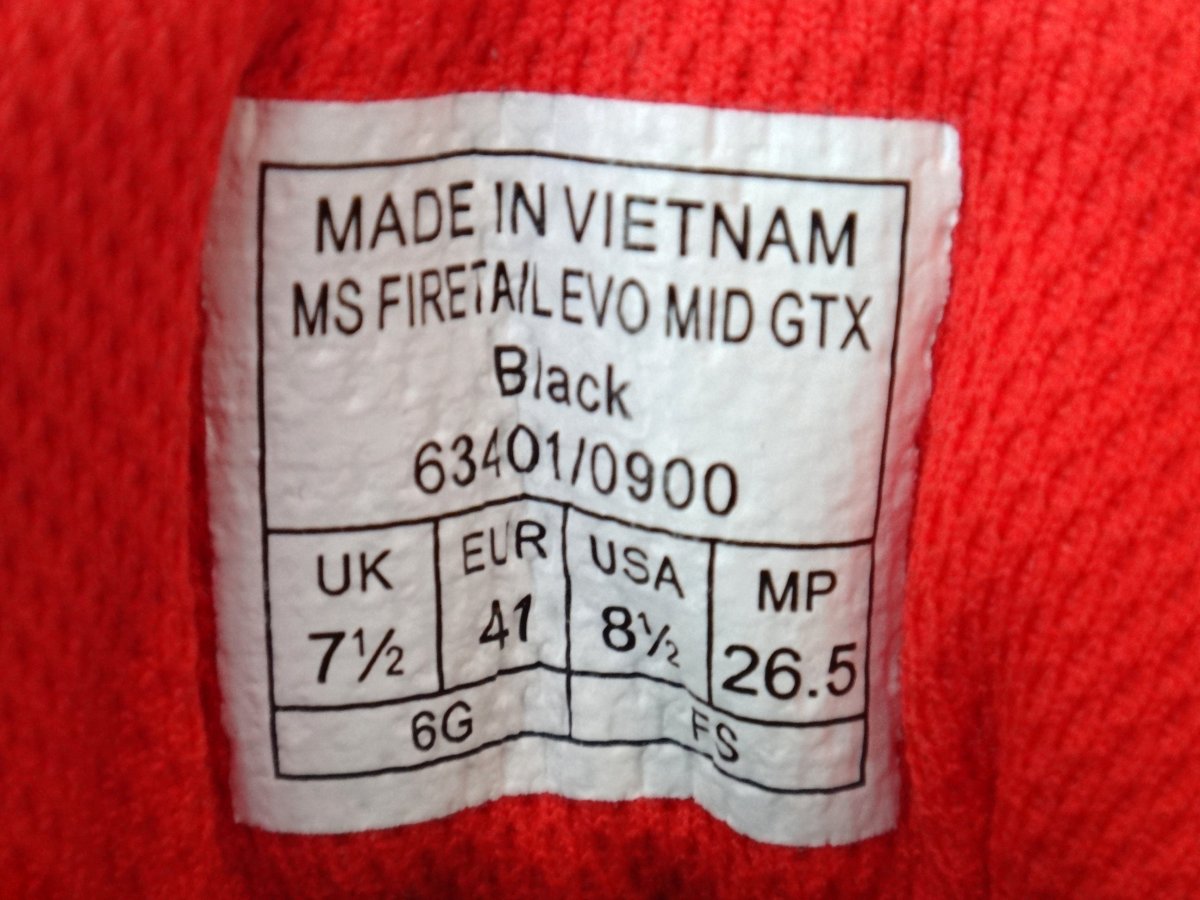 MADE IN VIETNAM
MS FIRETAIL EVO MID GTX
Black
63401/0900
UK EUR USA MP
7½ 41 8½ 26.5
6G FS